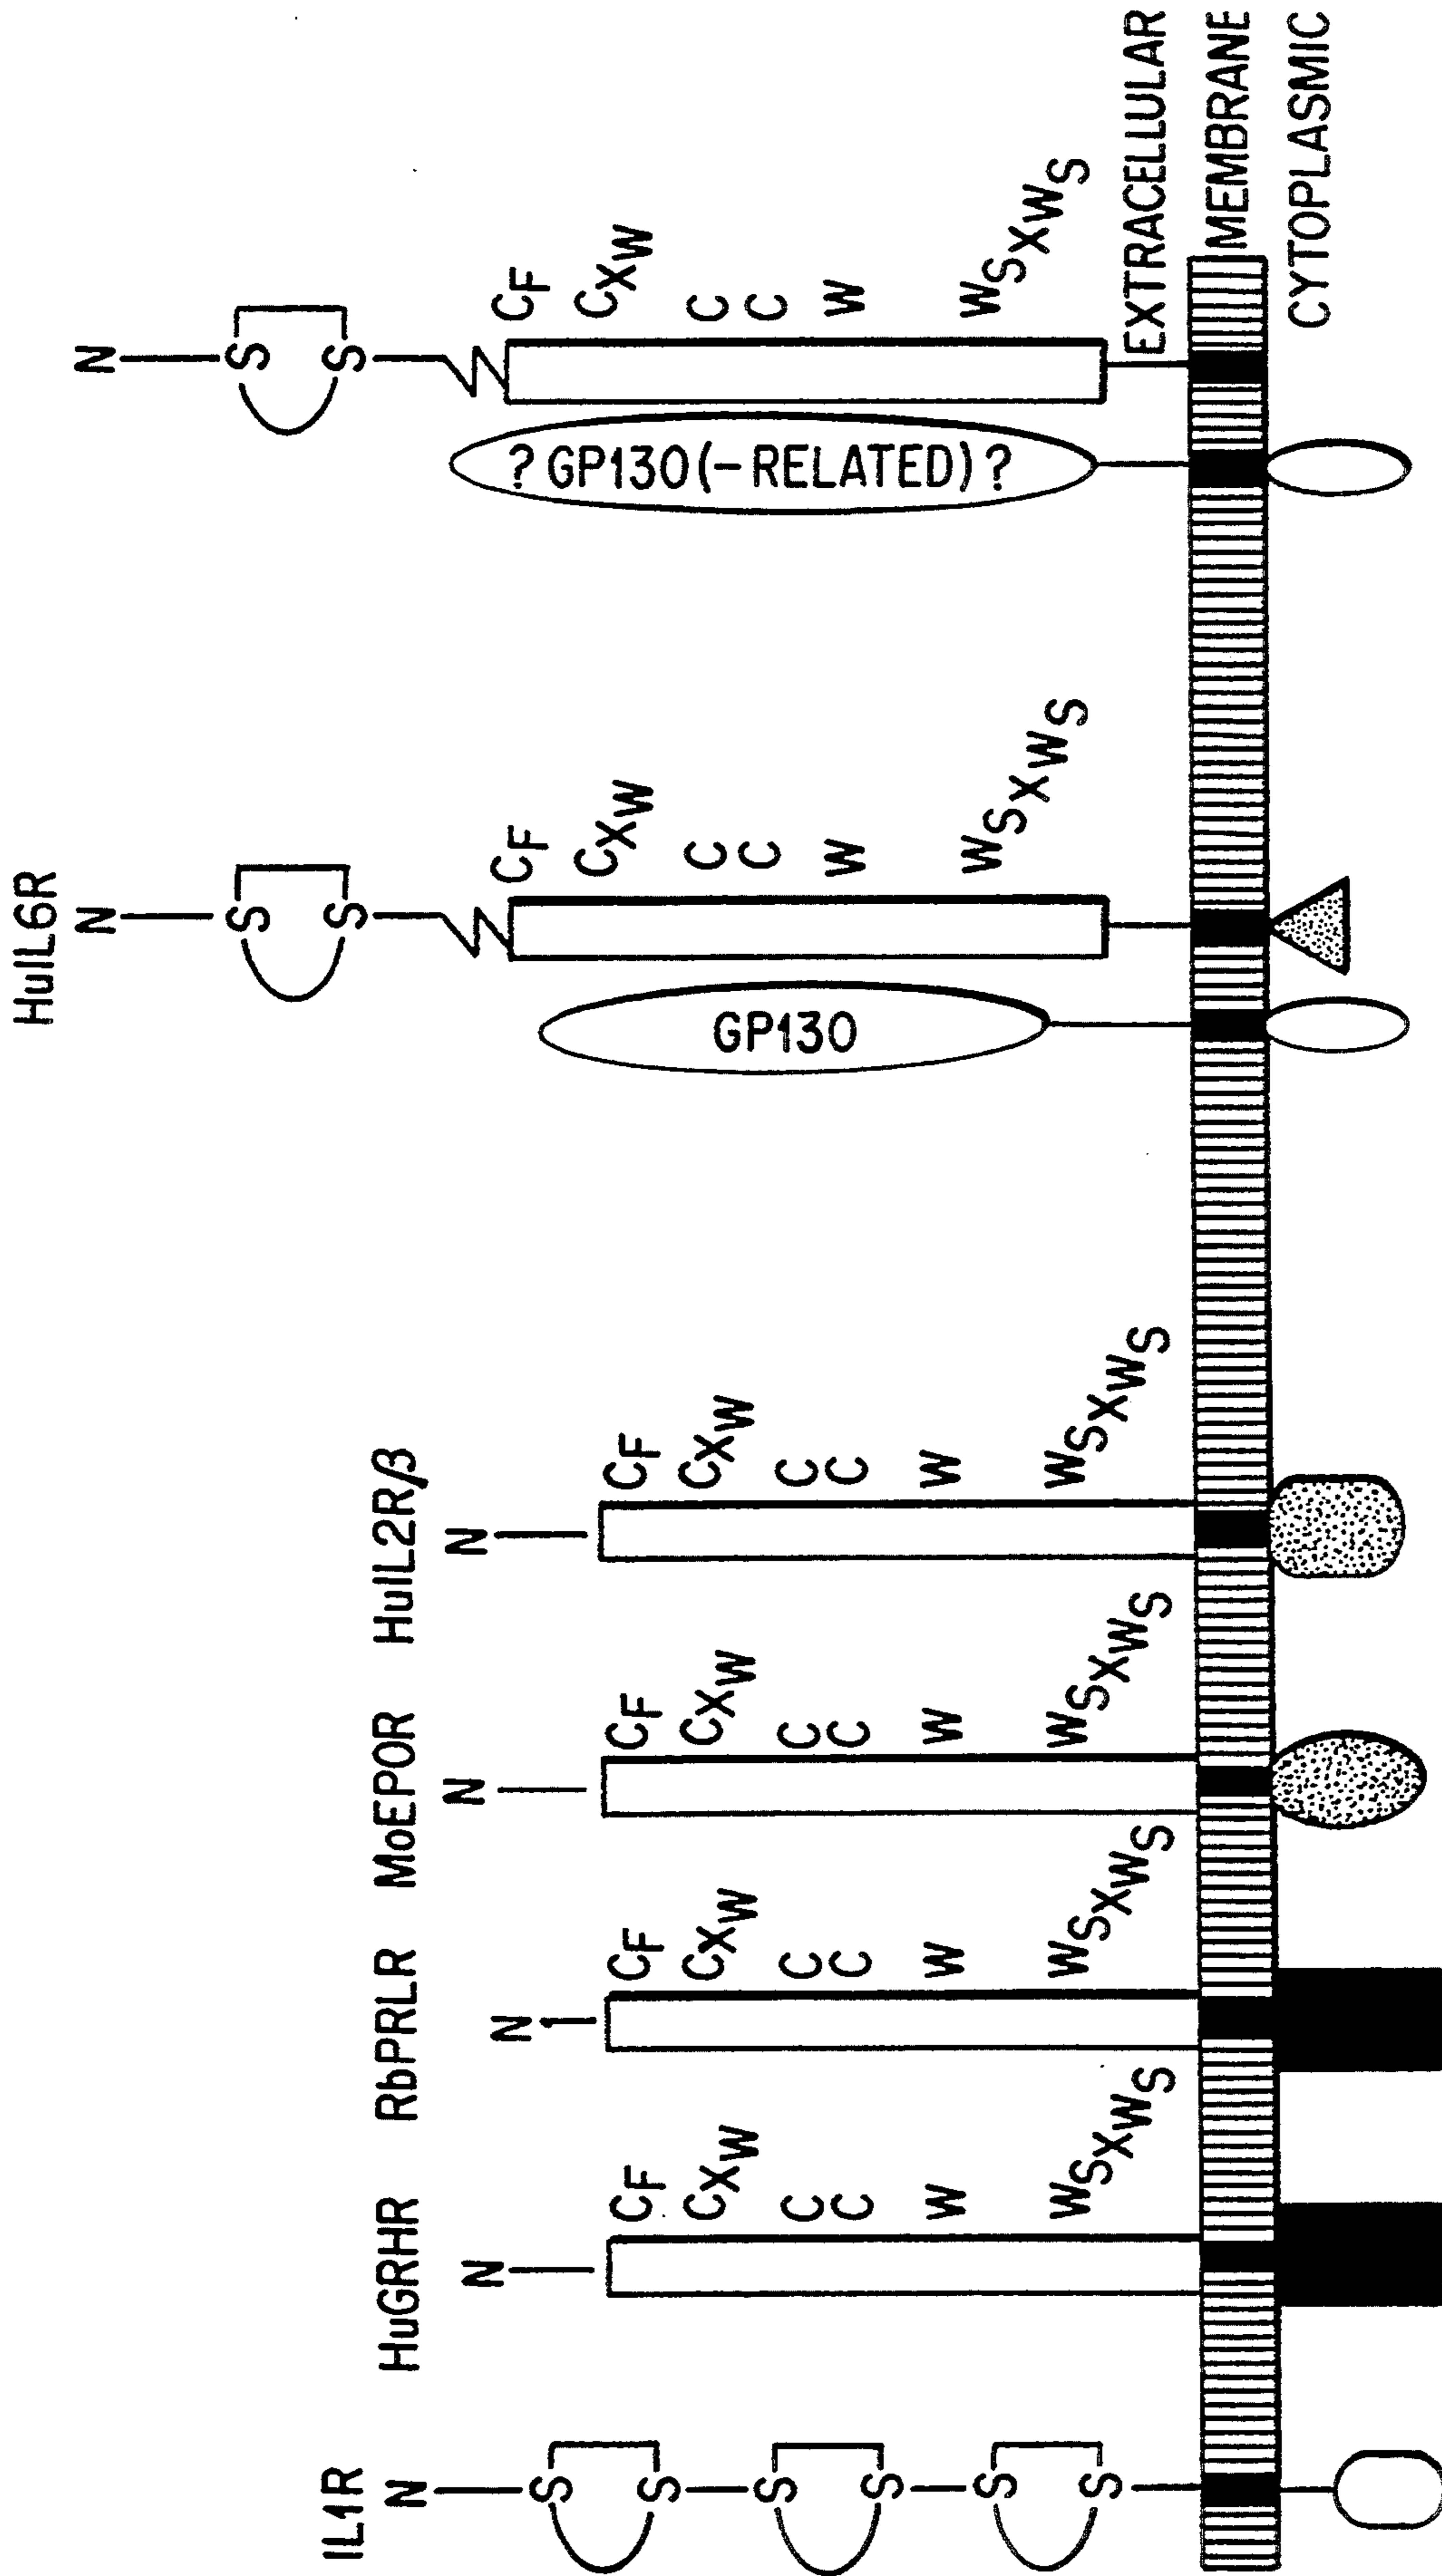 IL1R
N
S
S
S
S
S
S
HuGRHR
N
CF
CXW
C
C
W
WSXWS
RbPRLR
N
CF
CXW
C
C
W
WSXWS
MoEPOR
N
CF
CXW
C
C
W
WSXWS
HuIL2Rβ
N
CF
CXW
C
C
W
WSXWS
HuIL6R
N
S
S
GP130
CF
CXW
C
C
W
WSXWS
N
S
S
?GP130(-RELATED)?
CF
CXW
C
C
W
WSXWS
EXTRACELLULAR
MEMBRANE
CYTOPLASMIC